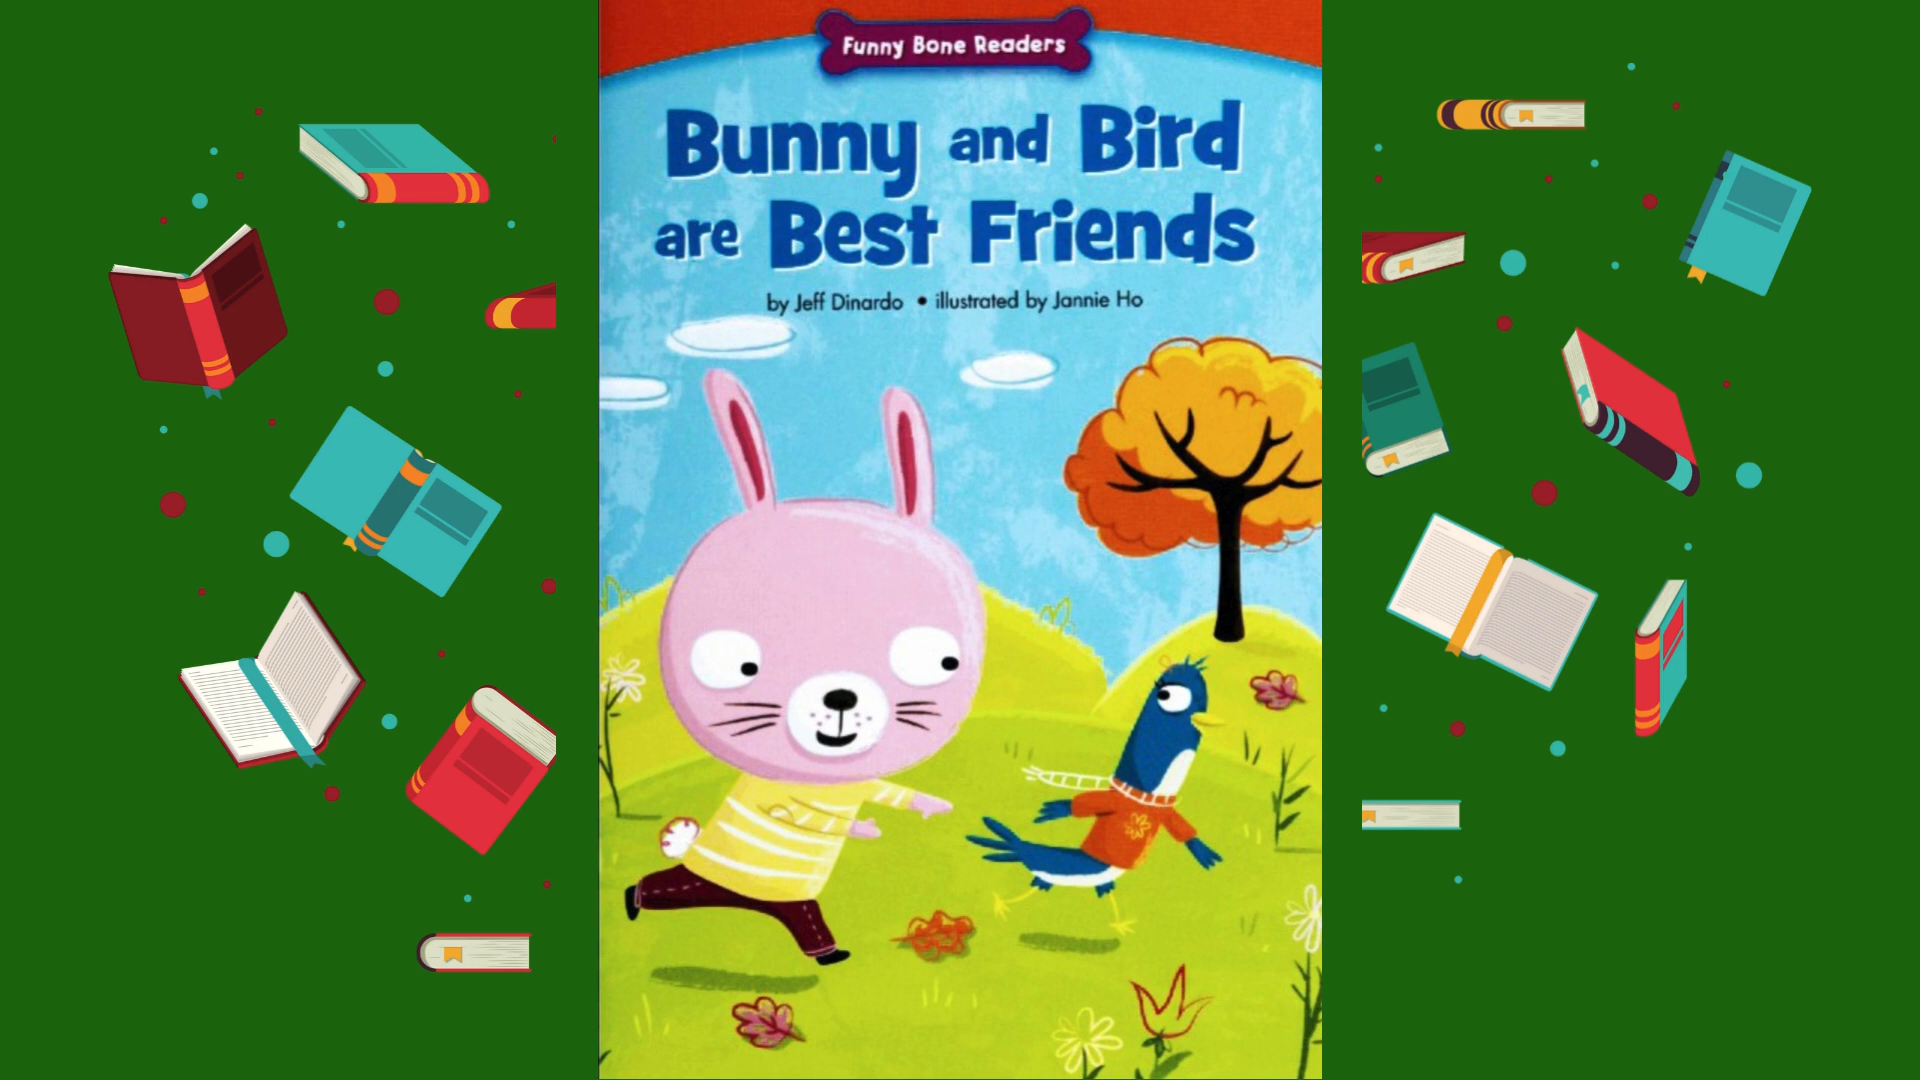 Funny Bone Readers
Bunny and Bird
are Best Friends
by Jeff Dinardo • illustrated by Jannie Ho